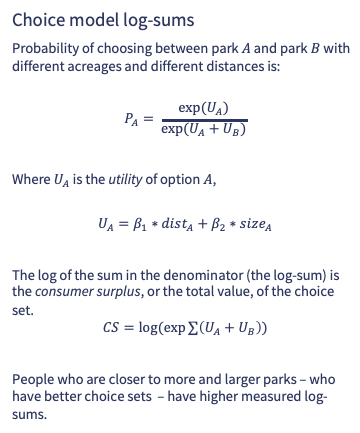 Choice model log-sums
Probability of choosing between park A and park B with
different acreages and different distances is:
P_A = exp(U_A) / exp(U_A + U_B)
Where U_A is the utility of option A,
U_A = β₁ * dist_A + β₂ * size_A
The log of the sum in the denominator (the log-sum) is
the consumer surplus, or the total value, of the choice
set.
CS = log(exp ∑(U_A + U_B))
People who are closer to more and larger parks – who
have better choice sets – have higher measured log-
sums.